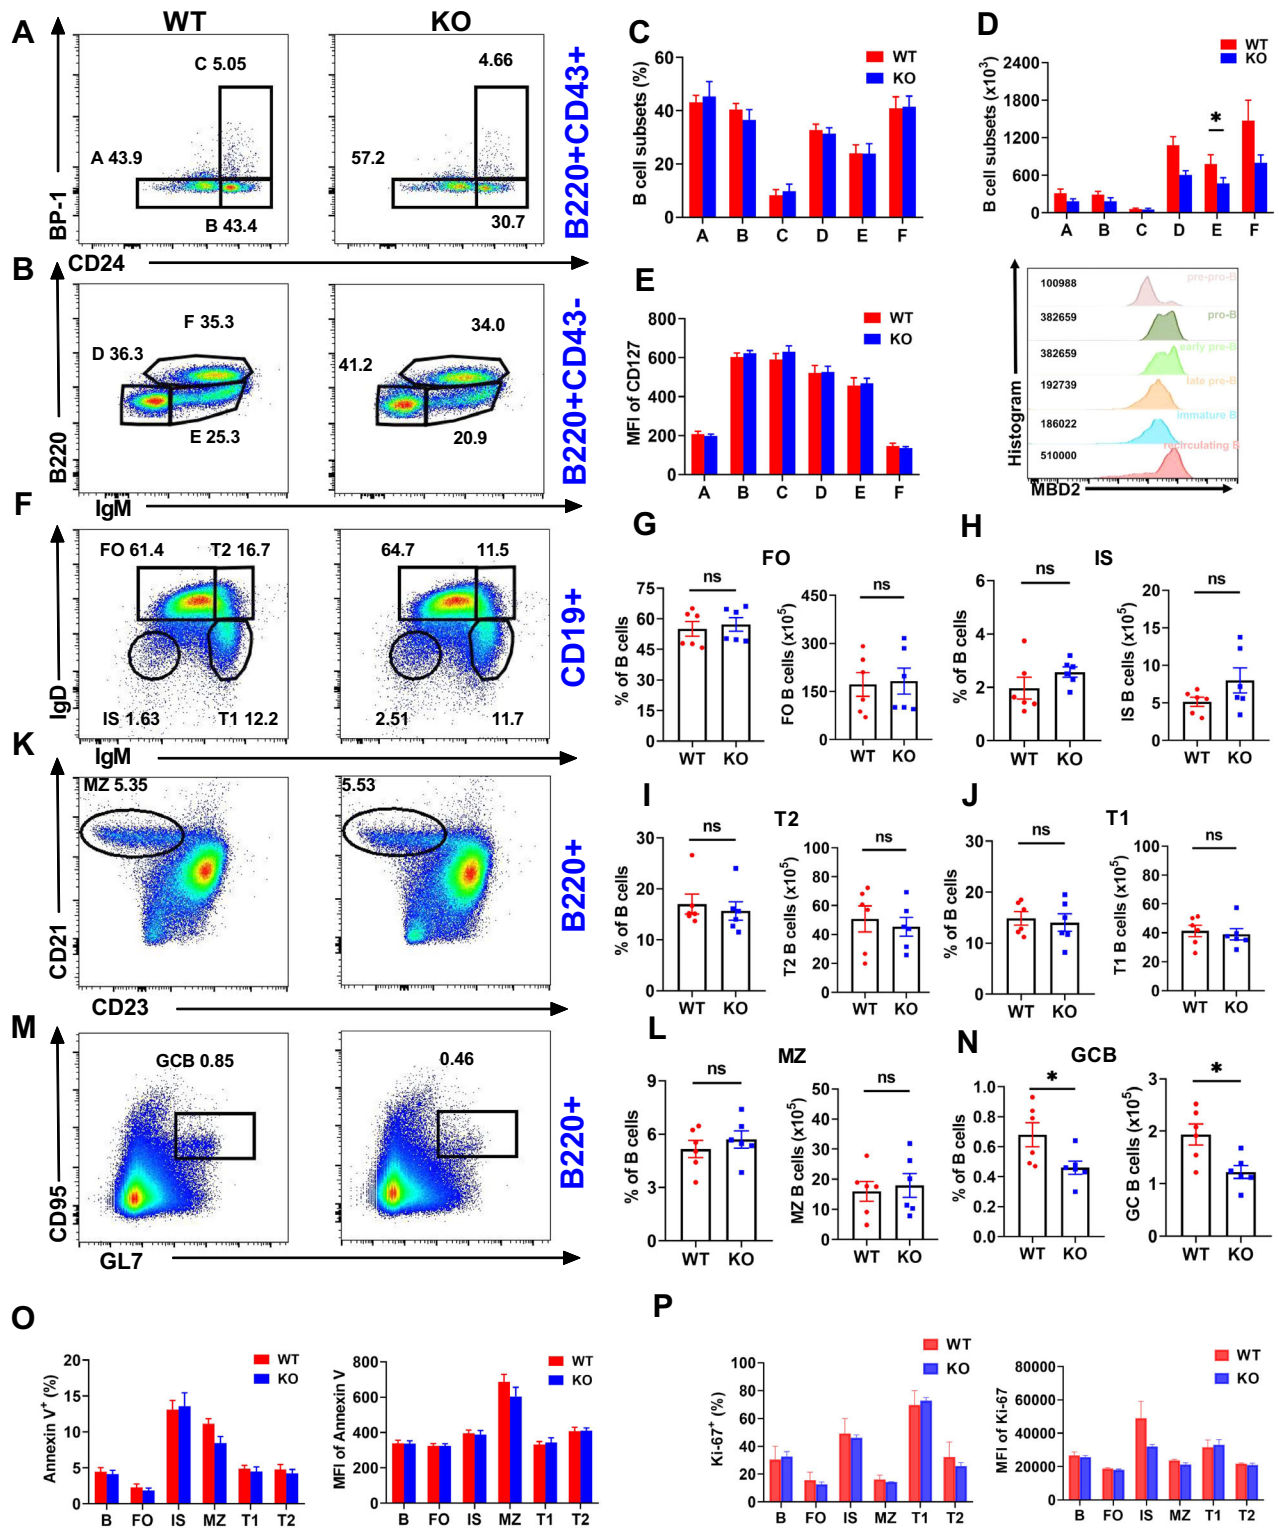 WT
KO
A
C 5.05
A 43.9
B 43.4
4.66
57.2
30.7
BP-1
CD24
B220+CD43+
B
F 35.3
D 36.3
E 25.3
34.0
41.2
20.9
B220
IgM
B220+CD43-
C
B cell subsets (%)
60
40
20
0
WT
KO
A B C D E F
D
B cell subsets (x10³)
2400
1800
1200
600
0
WT
KO
*
A B C D E F
E
MFI of CD127
800
600
400
200
0
WT
KO
A B C D E F
Histogram
100988 pre-pro-B
382659 pro-B
382659 early pre-B
192739 late pre-B
186022 immature B
510000 recirculating B
MBD2
F
FO 61.4 T2 16.7
IS 1.63 T1 12.2
64.7 11.5
2.51 11.7
IgD
IgM
CD19+
G
FO
% of B cells
75
60
45
30
15
0
ns
WT KO
FO B cells (x10⁵)
450
300
150
0
ns
WT KO
H
IS
% of B cells
6
4
2
0
ns
WT KO
IS B cells (x10⁵)
20
15
10
5
0
ns
WT KO
K
MZ 5.35
5.53
CD21
CD23
B220+
I
T2
% of B cells
30
20
10
0
ns
WT KO
T2 B cells (x10⁵)
100
80
60
40
20
0
ns
WT KO
J
T1
% of B cells
30
20
10
0
ns
WT KO
T1 B cells (x10⁵)
100
80
60
40
20
0
ns
WT KO
M
GCB 0.85
0.46
CD95
GL7
B220+
L
MZ
% of B cells
9
6
3
0
ns
WT KO
MZ B cells (x10⁵)
50
40
30
20
10
0
ns
WT KO
N
GCB
% of B cells
1.0
0.8
0.6
0.4
0.2
0.0
*
WT KO
GC B cells (x10⁵)
3
2
1
0
*
WT KO
O
Annexin V⁺ (%)
20
15
10
5
0
WT
KO
B FO IS MZ T1 T2
MFI of Annexin V
800
600
400
200
0
WT
KO
B FO IS MZ T1 T2
P
Ki-67⁺ (%)
100
80
60
40
20
0
WT
KO
B FO IS MZ T1 T2
MFI of Ki-67
80000
60000
40000
20000
0
WT
KO
B FO IS MZ T1 T2